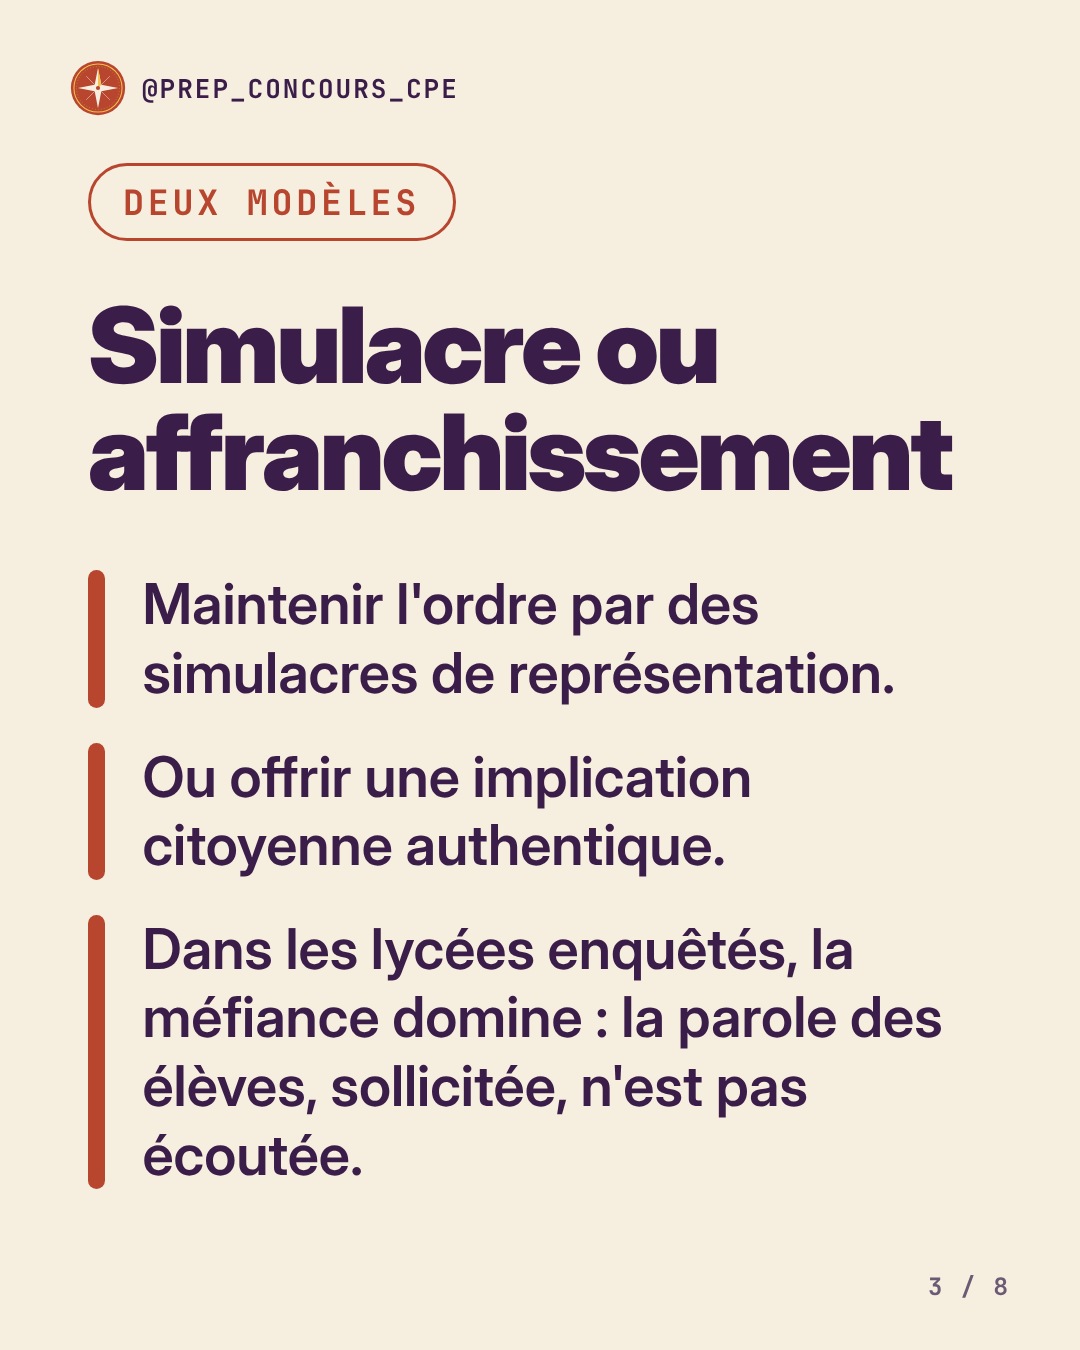 @PREP_CONCOURS_CPE
DEUX MODÈLES
Simulacre ou
affranchissement
Maintenir l'ordre par des
simulacres de représentation.
Ou offrir une implication
citoyenne authentique.
Dans les lycées enquêtés, la
méfiance domine : la parole des
élèves, sollicitée, n'est pas
écoutée.
3 / 8